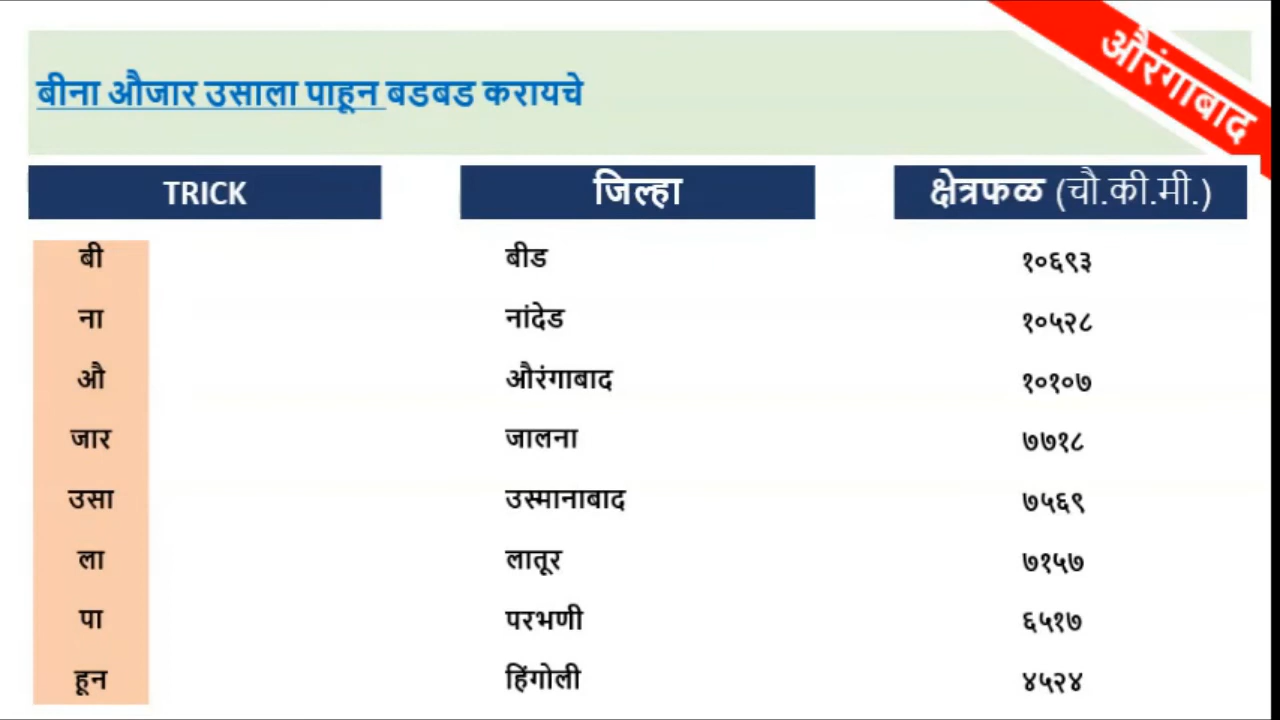 औरंगाबाद
बीना औजार उसाला पाहून बडबड करायचे
TRICK जिल्हा क्षेत्रफळ (चौ.की.मी.)
बी बीड १०६९३
ना नांदेड १०५२८
औ औरंगाबाद १०१०७
जार जालना ७७१८
उसा उस्मानाबाद ७५६९
ला लातूर ७१५७
पा परभणी ६५१७
हून हिंगोली ४५२४